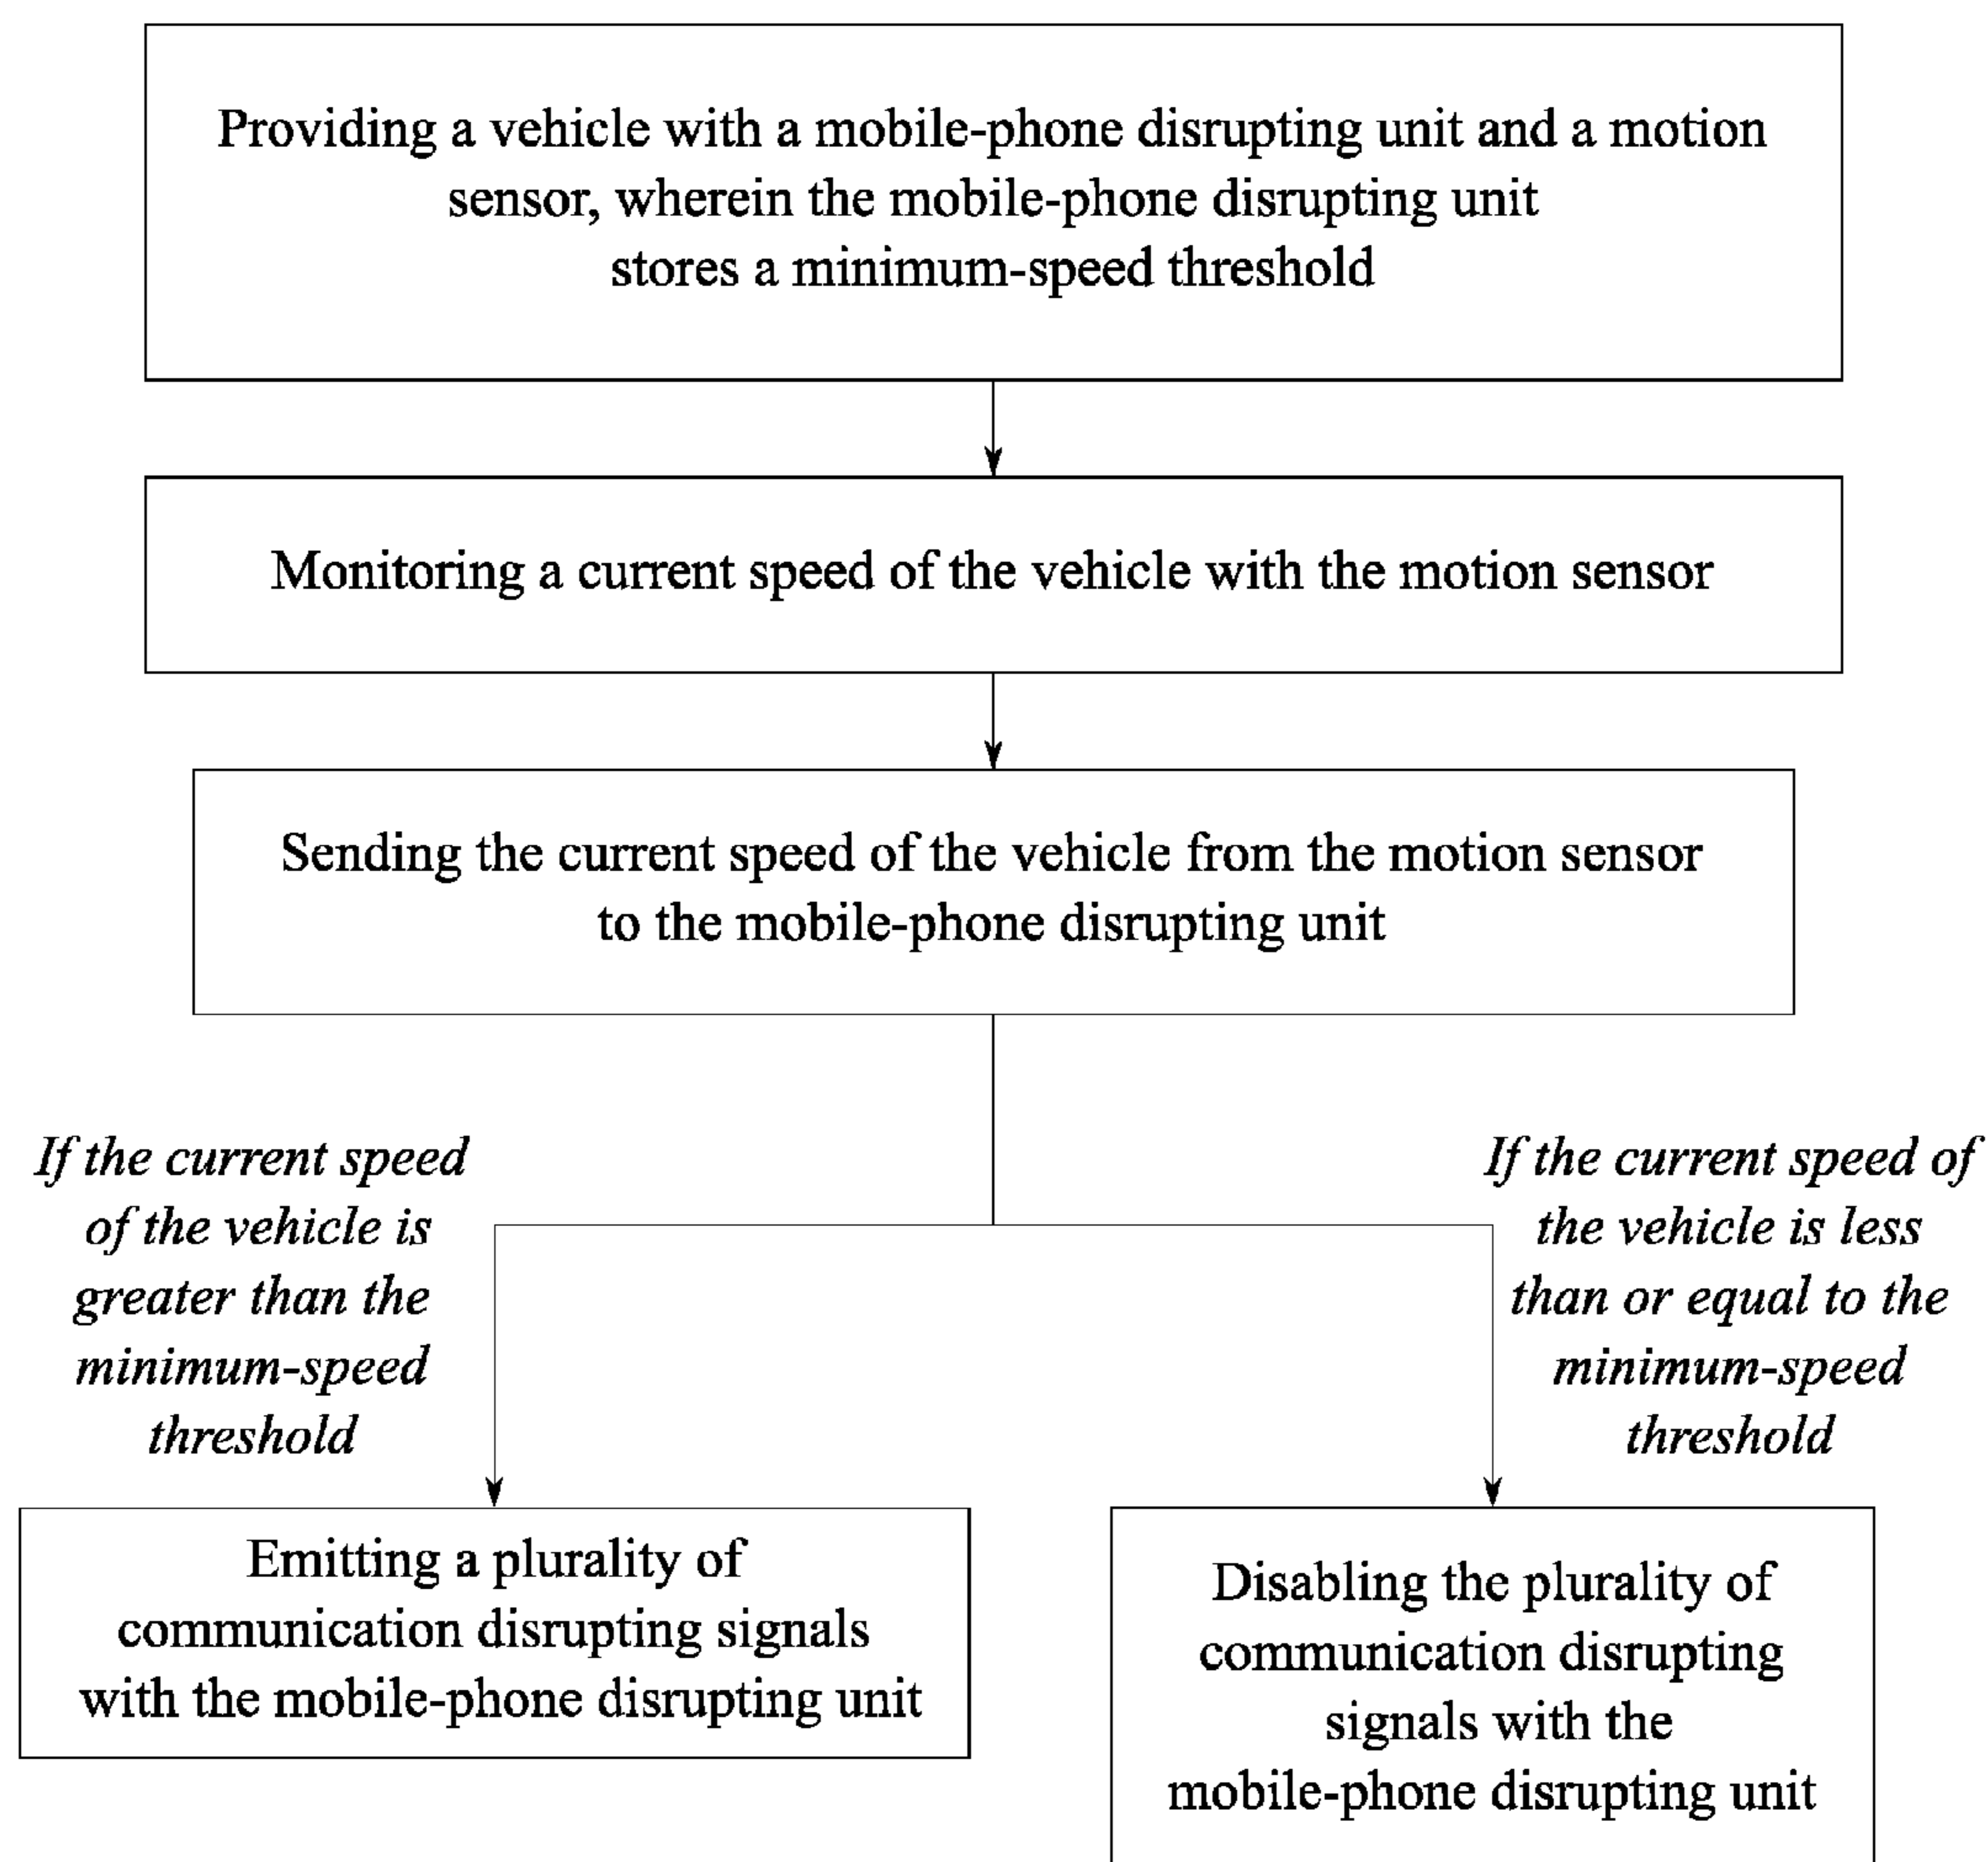 Providing a vehicle with a mobile-phone disrupting unit and a motion
sensor, wherein the mobile-phone disrupting unit
stores a minimum-speed threshold
Monitoring a current speed of the vehicle with the motion sensor
Sending the current speed of the vehicle from the motion sensor
to the mobile-phone disrupting unit
If the current speed
of the vehicle is
greater than the
minimum-speed
threshold
If the current speed of
the vehicle is less
than or equal to the
minimum-speed
threshold
Emitting a plurality of
communication disrupting signals
with the mobile-phone disrupting unit
Disabling the plurality of
communication disrupting
signals with the
mobile-phone disrupting unit